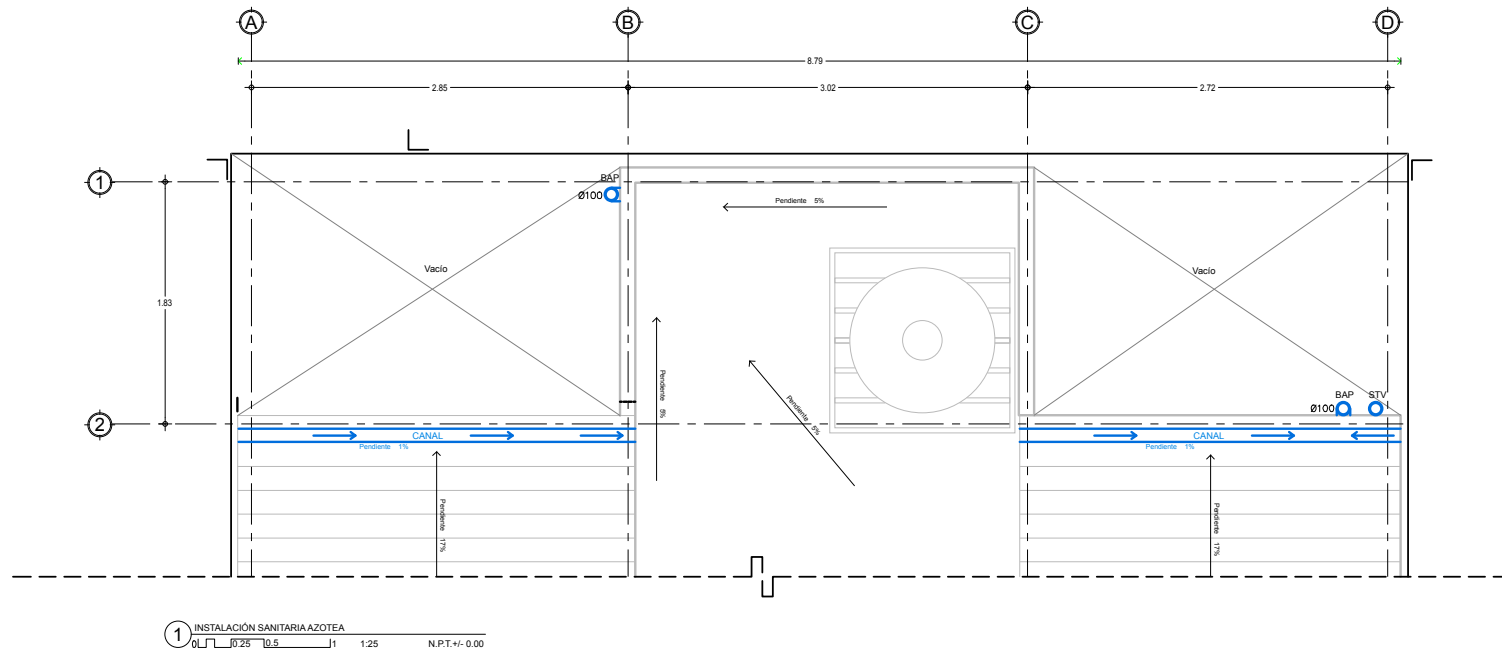 A
B
C
D
8.79
2.85
3.02
2.72
1
BAP
Ø100
Pendiente 5%
Vacío
Vacío
1.83
Pendiente 5%
Pendiente 5%
BAP
STV
Ø100
2
CANAL
Pendiente 1%
CANAL
Pendiente 1%
Pendiente 17%
Pendiente 17%
1
INSTALACIÓN SANITARIA AZOTEA
0 0.25 0.5 1 1:25 N.P.T.+/- 0.00